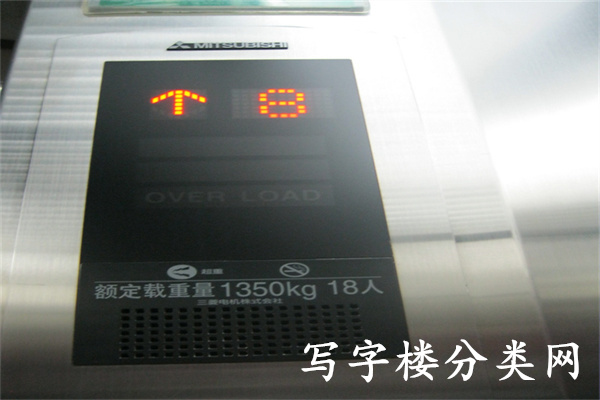 MITSUBISHI
8
OVER LOAD
超重
额定载重量1350kg 18人
三菱电机株式会社
写字楼分类网